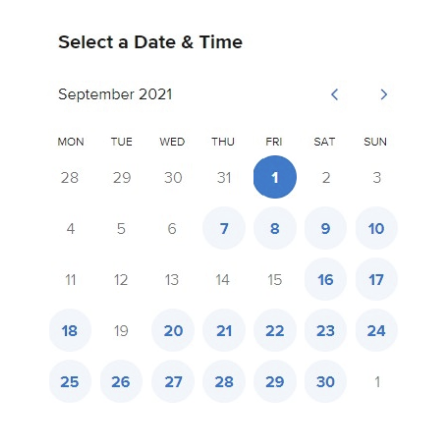 Select a Date & Time
September 2021
MON TUE WED THU FRI SAT SUN
28 29 30 31 1 2 3
4 5 6 7 8 9 10
11 12 13 14 15 16 17
18 19 20 21 22 23 24
25 26 27 28 29 30 1